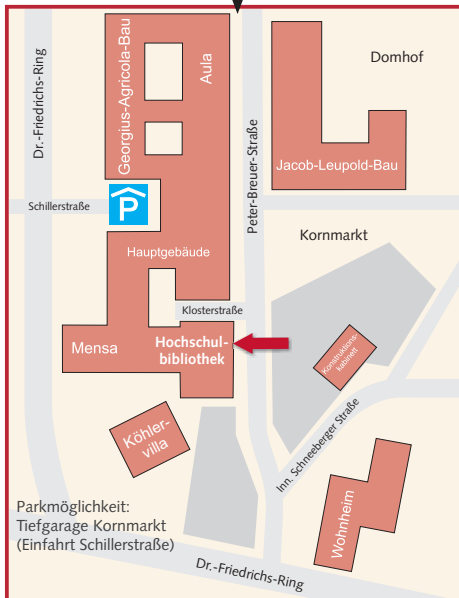 Georgius-Agricola-Bau
Aula
Domhof
Dr.-Friedrichs-Ring
Peter-Breuer-Straße
Jacob-Leupold-Bau
Schillerstraße
P
Kornmarkt
Hauptgebäude
Klosterstraße
Mensa
Hochschul-
bibliothek
Konstruktions-
kabinett
Köhler-
villa
Inn. Schneeberger Straße
Wohnheim
Parkmöglichkeit:
Tiefgarage Kornmarkt
(Einfahrt Schillerstraße)
Dr.-Friedrichs-Ring